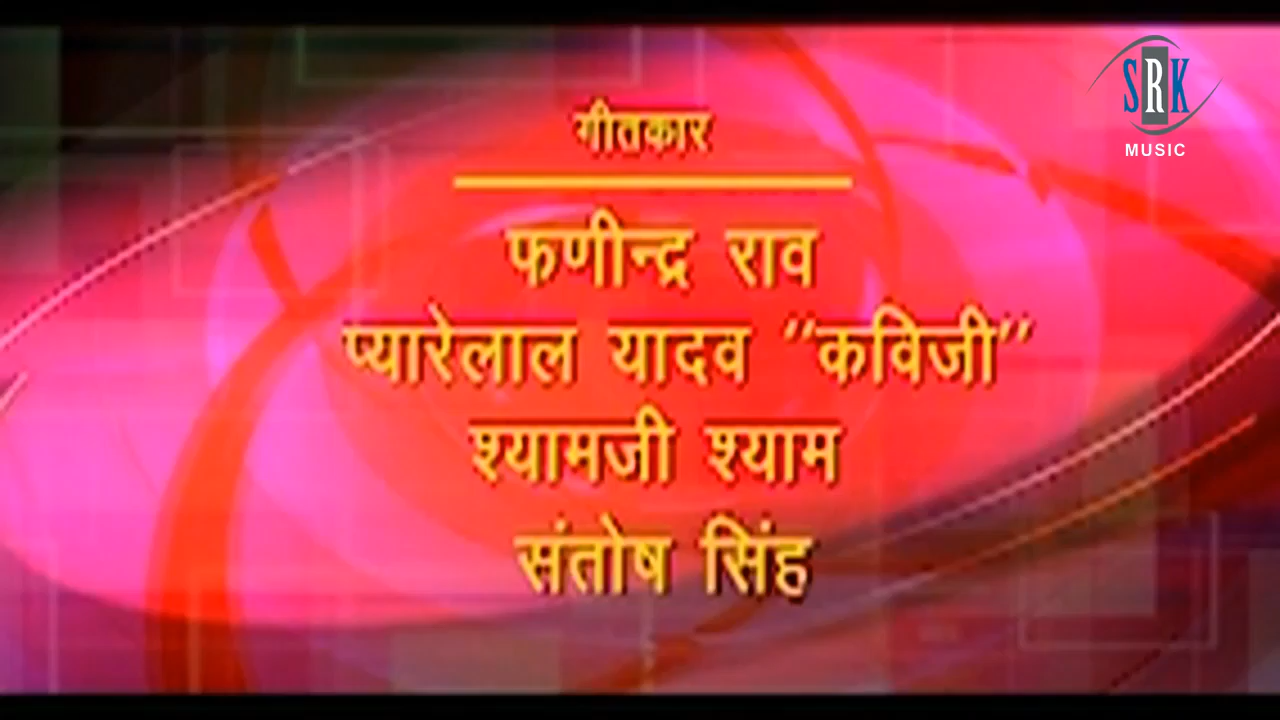 SRK
MUSIC
गीतकार
फणीन्द्र राव
प्यारेलाल यादव "कविजी"
श्यामजी श्याम
संतोष सिंह